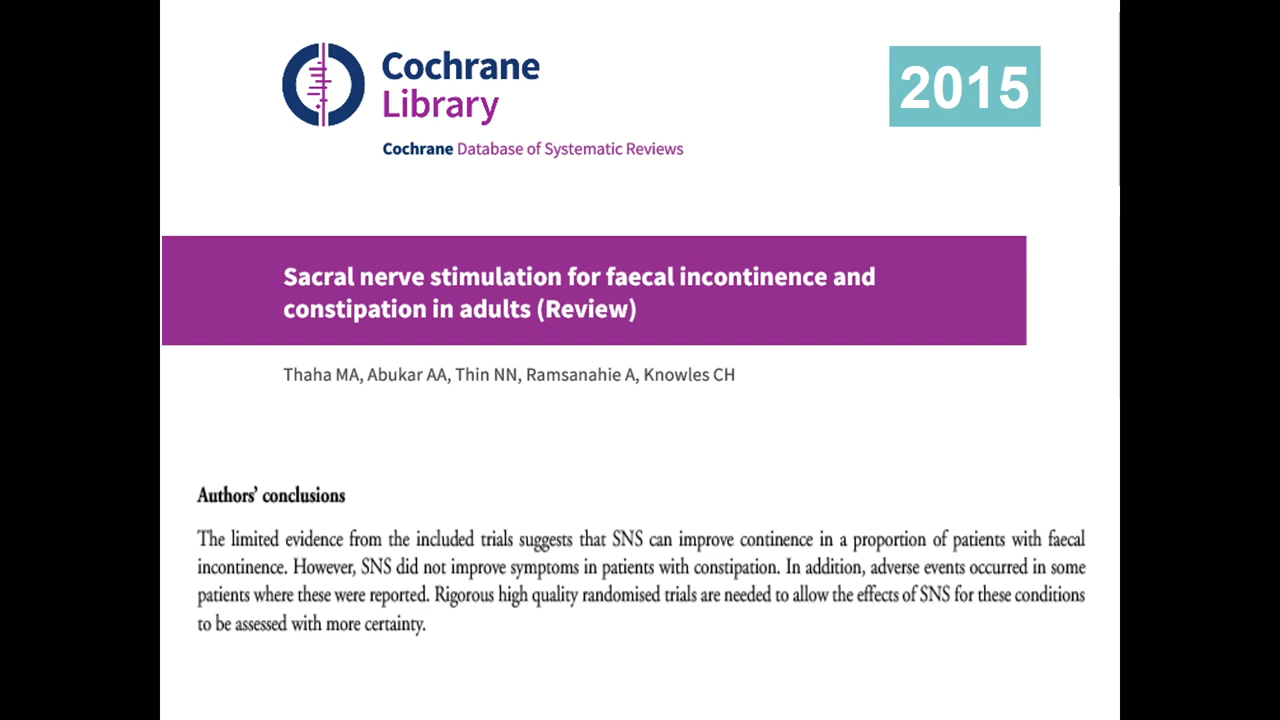 Cochrane
Library
2015
Cochrane Database of Systematic Reviews
Sacral nerve stimulation for faecal incontinence and
constipation in adults (Review)
Thaha MA, Abukar AA, Thin NN, Ramsanahie A, Knowles CH
Authors’ conclusions
The limited evidence from the included trials suggests that SNS can improve continence in a proportion of patients with faecal
incontinence. However, SNS did not improve symptoms in patients with constipation. In addition, adverse events occurred in some
patients where these were reported. Rigorous high quality randomised trials are needed to allow the effects of SNS for these conditions
to be assessed with more certainty.